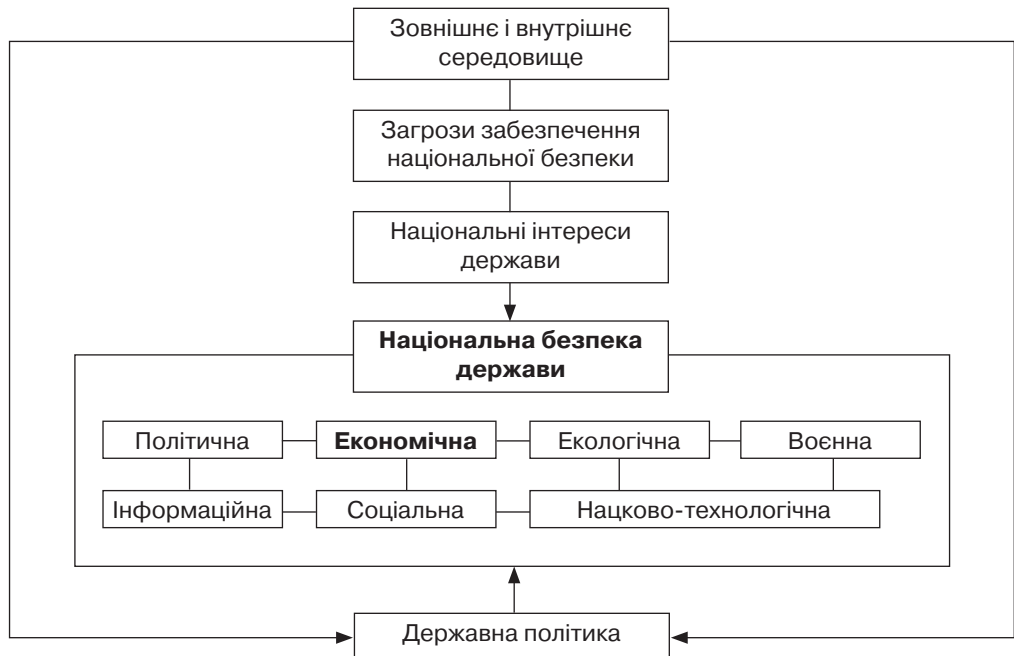 Зовнішнє і внутрішнє
середовище
Загрози забезпечення
національної безпеки
Національні інтереси
держави
Національна безпека
держави
Політична
Економічна
Екологічна
Воєнна
Інформаційна
Соціальна
Нацково-технологічна
Державна політика